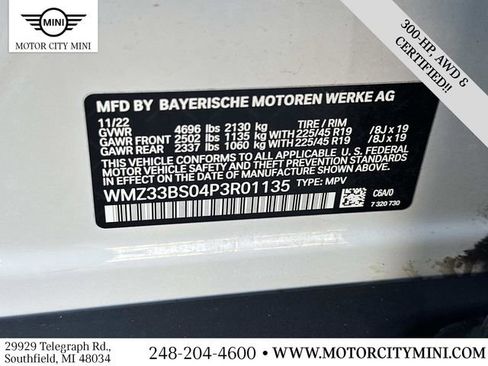 MINI
MOTOR CITY MINI
300-HP, AWD &
CERTIFIED!!
MFD BY BAYERISCHE MOTOREN WERKE AG
11/22
GVWR 4696 lbs 2130 kg TIRE / RIM
GAWR FRONT 2502 lbs 1135 kg 225/45 R19 /8J x 19
GAWR REAR 2337 lbs 1060 kg 225/45 R19 /8J x 19
THIS VEHICLE CONFORMS TO ALL APPLICABLE U.S. FEDERAL MOTOR
VEHICLE SAFETY, BUMPER, AND THEFT PREVENTION STANDARDS
IN EFFECT ON THE DATE OF MANUFACTURE SHOWN ABOVE.
WMZ33BS04P3R01135 TYPE: MPV
C6A/0
7 320 730
29929 Telegraph Rd.,
Southfield, MI 48034
248-204-4600 • WWW.MOTORCITYMINI.COM